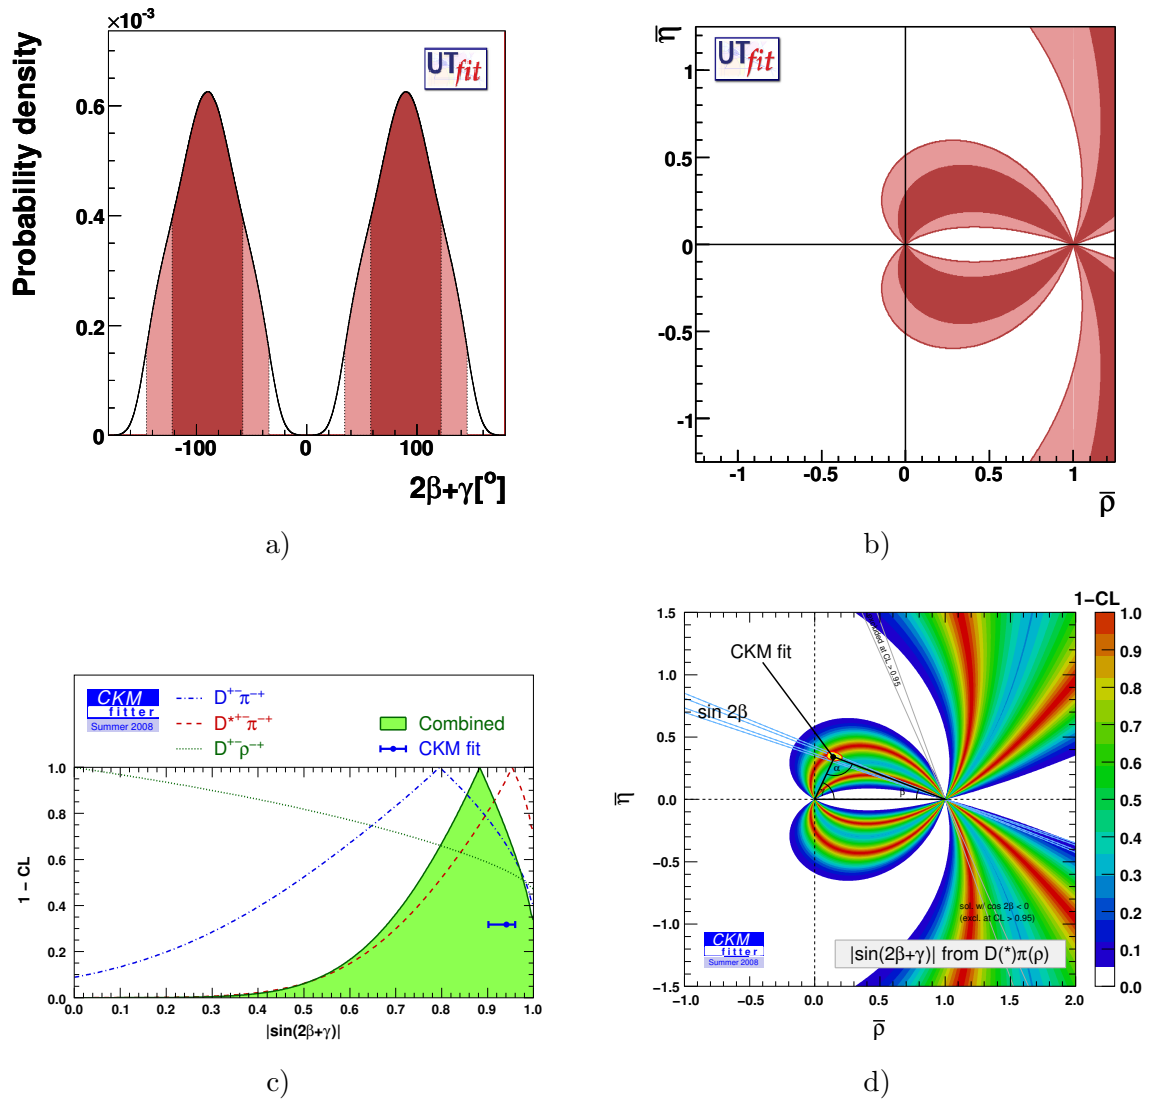 ×10⁻³
Probability density
0.6
0.4
0.2
0
-100
0
100
2β+γ[°]
UTfit
a)
η̅
UTfit
1
0.5
0
-0.5
-1
-1
-0.5
0
0.5
1
ρ̅
b)
CKM
fitter
Summer 2008
D⁺⁻π⁻⁺
D*⁺⁻π⁻⁺
D⁺⁻ρ⁻⁺
Combined
CKM fit
1 − CL
1.0
0.8
0.6
0.4
0.2
0.0
0.0 0.1 0.2 0.3 0.4 0.5 0.6 0.7 0.8 0.9 1.0
|sin(2β+γ)|
c)
1−CL
1.5
1.0
0.5
0.0
−0.5
−1.0
−1.5
η̅
CKM fit
sin 2β
α
β
sol. w/ cos 2β < 0
(excl. at CL > 0.95)
CKM
fitter
Summer 2008
|sin(2β+γ)| from D(*)π(ρ)
−1.0 −0.5 0.0 0.5 1.0 1.5 2.0
ρ̅
1.0
0.9
0.8
0.7
0.6
0.5
0.4
0.3
0.2
0.1
0.0
d)